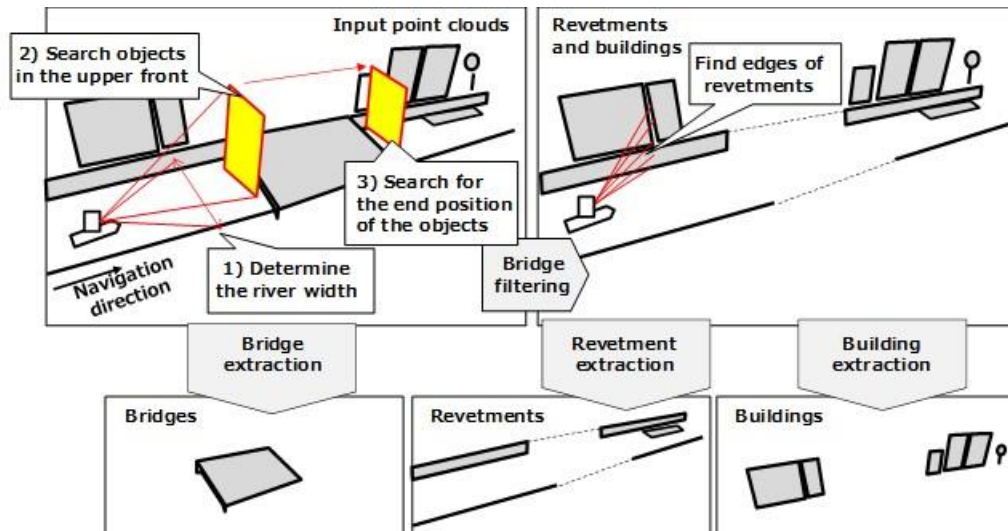 Input point clouds
2) Search objects
in the upper front
3) Search for
the end position
of the objects
1) Determine
the river width
Navigation
direction
Revetments
and buildings
Find edges of
revetments
Bridge
filtering
Bridge
extraction
Revetment
extraction
Building
extraction
Bridges
Revetments
Buildings